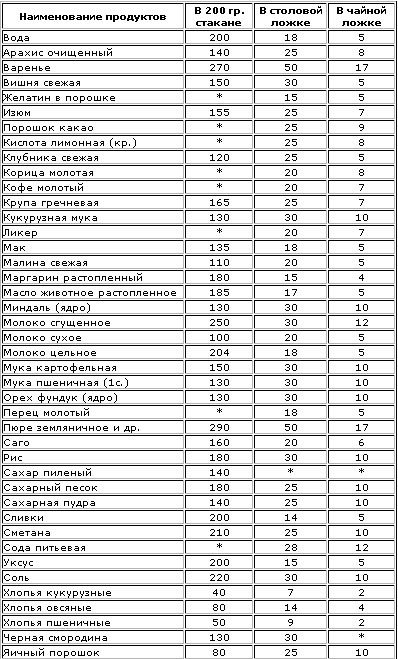 Наименование продуктов В 200 гр. стакане В столовой ложке В чайной ложке
Вода 200 18 5
Арахис очищенный 140 25 8
Варенье 270 50 17
Вишня свежая 150 30 5
Желатин в порошке * 15 5
Изюм 155 25 7
Порошок какао * 25 9
Кислота лимонная (кр.) * 25 8
Клубника свежая 120 25 5
Корица молотая * 20 8
Кофе молотый * 20 7
Крупа гречневая 165 25 7
Кукурузная мука 130 30 10
Ликер * 20 7
Мак 135 18 5
Малина свежая 110 20 5
Маргарин растопленный 180 15 4
Масло животное растопленное 185 17 5
Миндаль (ядро) 130 30 10
Молоко сгущенное 250 30 12
Молоко сухое 100 20 5
Молоко цельное 204 18 5
Мука картофельная 150 30 10
Мука пшеничная (1с.) 130 30 10
Орех фундук (ядро) 130 30 10
Перец молотый * 18 5
Пюре земляничное и др. 290 50 17
Саго 160 20 6
Рис 180 30 10
Сахар пиленый 140 * *
Сахарный песок 180 25 10
Сахарная пудра 140 25 10
Сливки 200 14 5
Сметана 210 25 10
Сода питьевая * 28 12
Уксус 200 15 5
Соль 220 30 10
Хлопья кукурузные 40 7 2
Хлопья овсяные 80 14 4
Хлопья пшеничные 50 9 2
Черная смородина 130 30 *
Яичный порошок 80 25 10